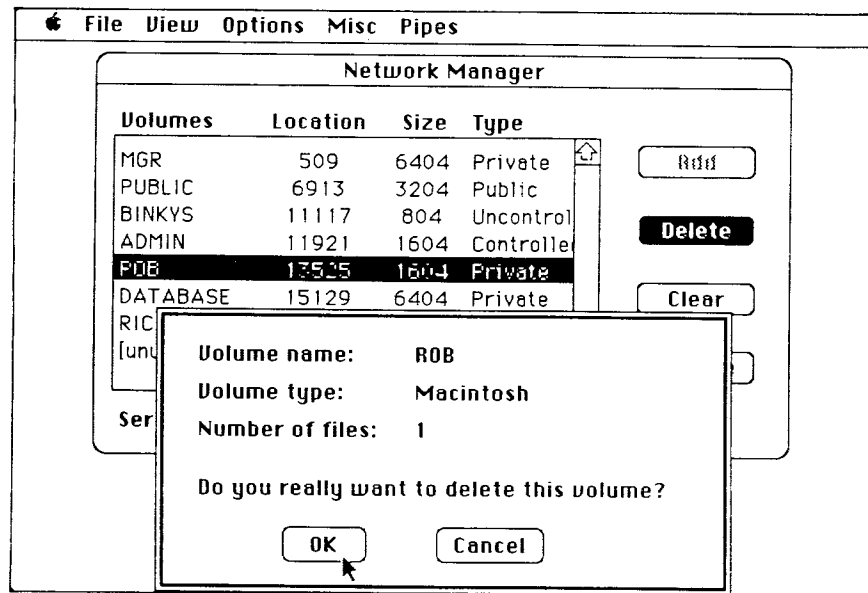 File View Options Misc Pipes
Network Manager
Volumes Location Size Type
MGR 509 6404 Private
PUBLIC 6913 3204 Public
BINKYS 11117 804 Uncontrol
ADMIN 11921 1604 Controlle
ROB 13525 1604 Private
DATABASE 15129 6404 Private
RIC
[unu
Ser
Add
Delete
Clear
Volume name: ROB
Volume type: Macintosh
Number of files: 1
Do you really want to delete this volume?
OK Cancel